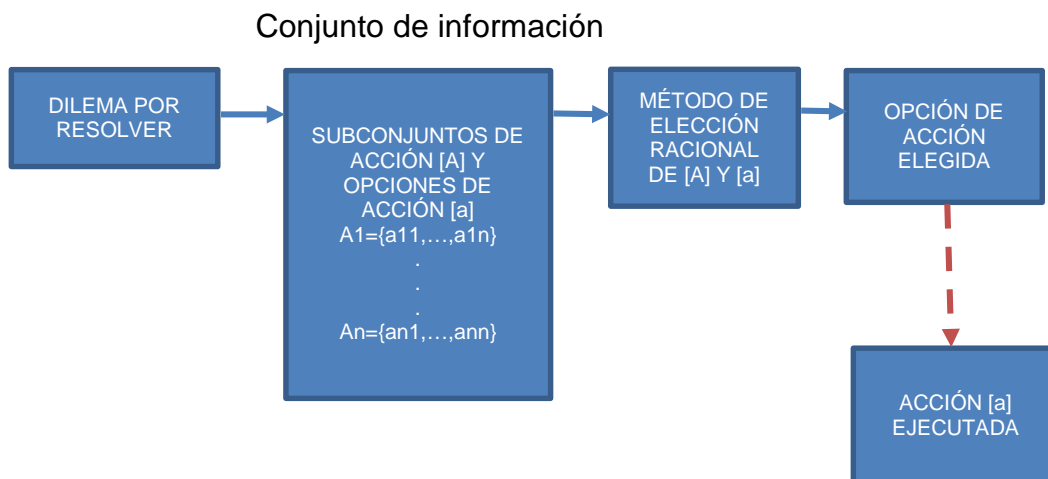 Conjunto de información
DILEMA POR
RESOLVER
SUBCONJUNTOS DE
ACCIÓN [A] Y
OPCIONES DE
ACCIÓN [a]
A1={a11,…,a1n}
.
.
.
An={an1,…,ann}
MÉTODO DE
ELECCIÓN
RACIONAL
DE [A] Y [a]
OPCIÓN DE
ACCIÓN
ELEGIDA
ACCIÓN [a]
EJECUTADA